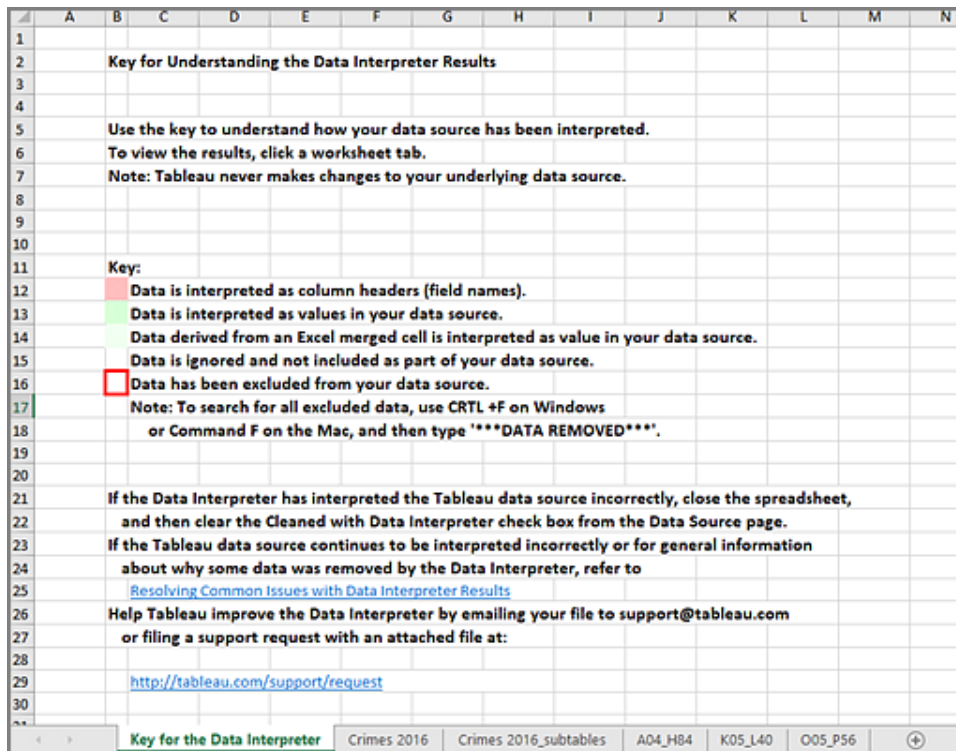 A B C D E F G H I J K L M N
1
2 Key for Understanding the Data Interpreter Results
3
4
5 Use the key to understand how your data source has been interpreted.
6 To view the results, click a worksheet tab.
7 Note: Tableau never makes changes to your underlying data source.
8
9
10
11 Key:
12 Data is interpreted as column headers (field names).
13 Data is interpreted as values in your data source.
14 Data derived from an Excel merged cell is interpreted as value in your data source.
15 Data is ignored and not included as part of your data source.
16 Data has been excluded from your data source.
17 Note: To search for all excluded data, use CRTL +F on Windows
18 or Command F on the Mac, and then type '***DATA REMOVED***'.
19
20
21 If the Data Interpreter has interpreted the Tableau data source incorrectly, close the spreadsheet,
22 and then clear the Cleaned with Data Interpreter check box from the Data Source page.
23 If the Tableau data source continues to be interpreted incorrectly or for general information
24 about why some data was removed by the Data Interpreter, refer to
25 Resolving Common Issues with Data Interpreter Results
26 Help Tableau improve the Data Interpreter by emailing your file to support@tableau.com
27 or filing a support request with an attached file at:
28
29 http://tableau.com/support/request
30
Key for the Data Interpreter Crimes 2016 Crimes 2016_subtables A04_H84 K05_L40 O05_P56